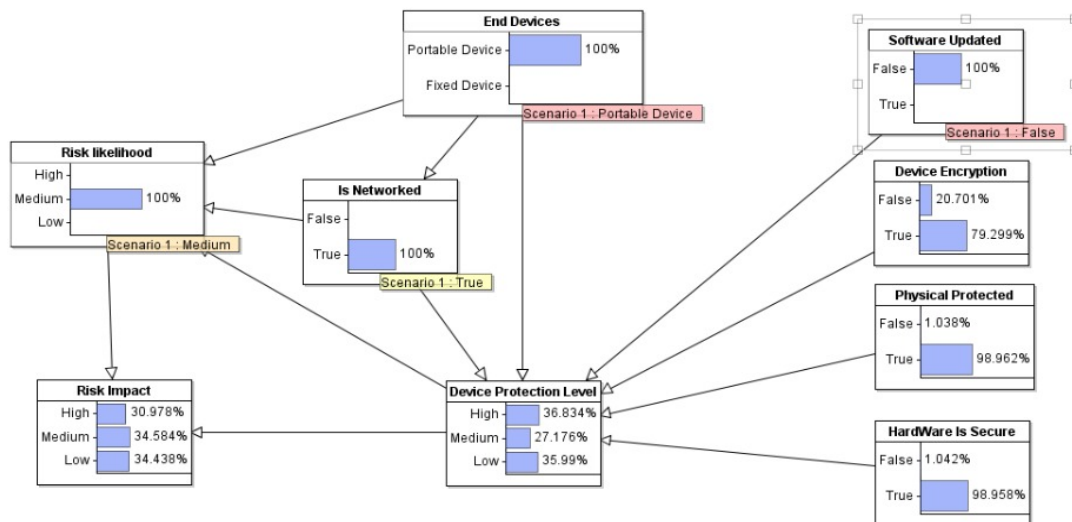 End Devices
Portable Device
100%
Fixed Device
Scenario 1 : Portable Device
Software Updated
False
100%
True
Scenario 1 : False
Risk likelihood
High
Medium
100%
Low
Scenario 1 : Medium
Is Networked
False
True
100%
Scenario 1 : True
Device Encryption
False
20.701%
True
79.299%
Physical Protected
False
1.038%
True
98.962%
Risk Impact
High
30.978%
Medium
34.584%
Low
34.438%
Device Protection Level
High
36.834%
Medium
27.176%
Low
35.99%
HardWare Is Secure
False
1.042%
True
98.958%